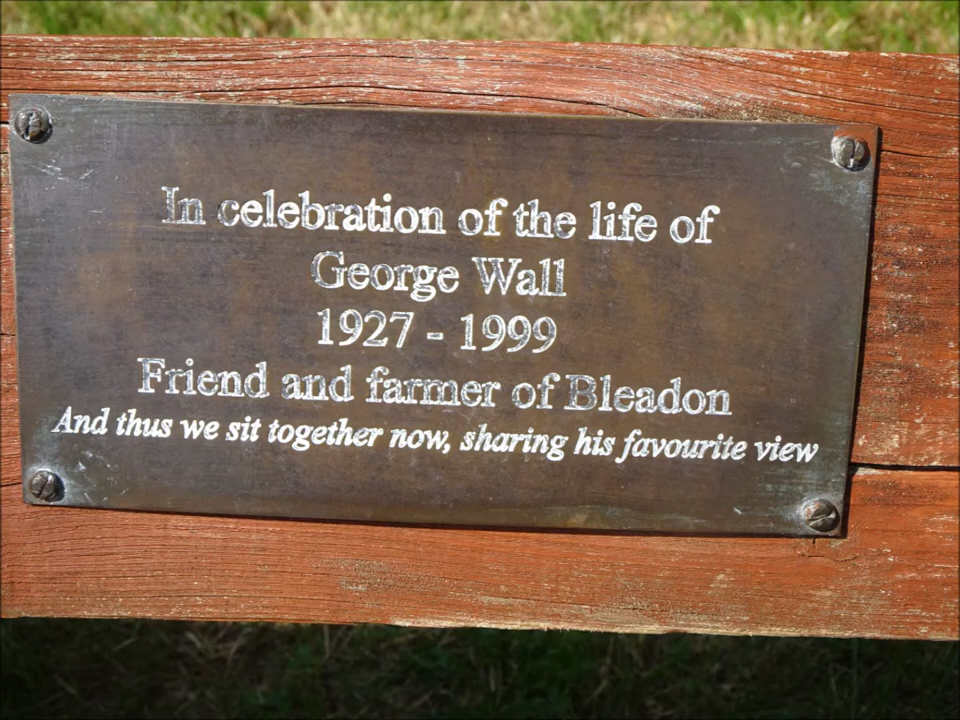 In celebration of the life of
George Wall
1927 - 1999
Friend and farmer of Bleadon
And thus we sit together now, sharing his favourite view